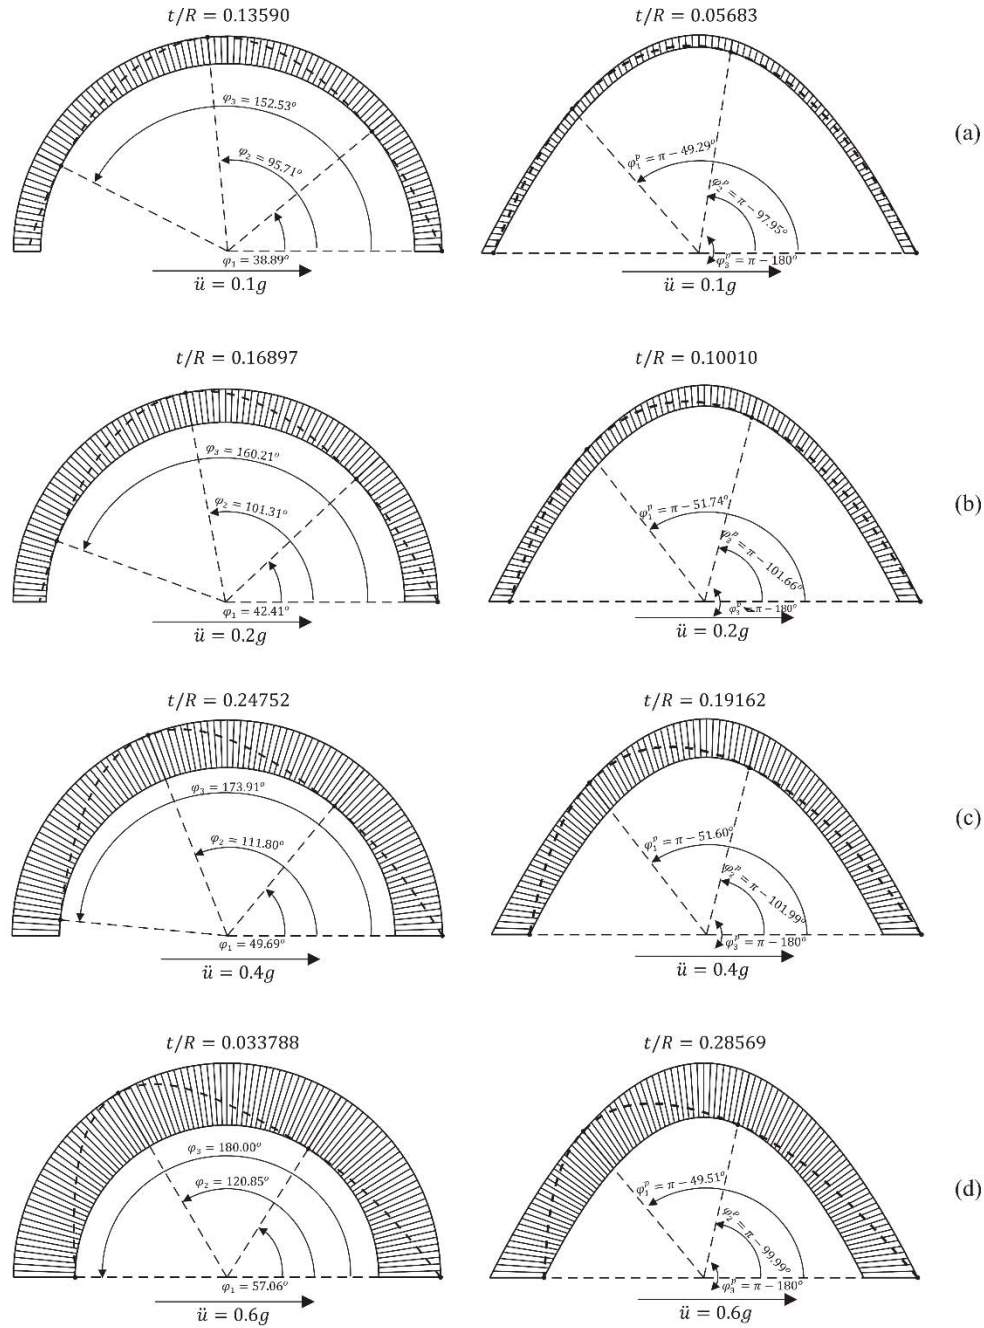 t/R = 0.13590
t/R = 0.05683
φ₃ = 152.53°
φ₂ = 95.71°
φ₁ = 38.89°
ü = 0.1g
φ₁ᵖ = π − 49.29°
φ₂ᵖ = π − 97.95°
φ₃ᵖ = π − 180°
ü = 0.1g
(a)
t/R = 0.16897
t/R = 0.10010
φ₃ = 160.21°
φ₂ = 101.31°
φ₁ = 42.41°
ü = 0.2g
φ₁ᵖ = π − 51.74°
φ₂ᵖ = π − 101.66°
φ₃ᵖ = π − 180°
ü = 0.2g
(b)
t/R = 0.24752
t/R = 0.19162
φ₃ = 173.91°
φ₂ = 111.80°
φ₁ = 49.69°
ü = 0.4g
φ₁ᵖ = π − 51.60°
φ₂ᵖ = π − 101.99°
φ₃ᵖ = π − 180°
ü = 0.4g
(c)
t/R = 0.033788
t/R = 0.28569
φ₃ = 180.00°
φ₂ = 120.85°
φ₁ = 57.06°
ü = 0.6g
φ₁ᵖ = π − 49.51°
φ₂ᵖ = π − 99.99°
φ₃ᵖ = π − 180°
ü = 0.6g
(d)